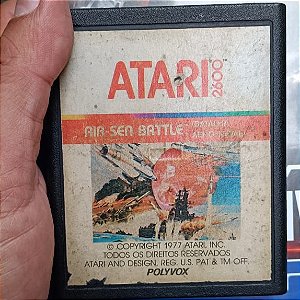 ATARI
2600
AIR-SEA BATTLE
BATALHA
© COPYRIGHT 1977 ATARI, INC.
TODOS OS DIREITOS RESERVADOS
ATARI AND DESIGN, REG. U.S. PAT & TM OFF.
POLYVOX